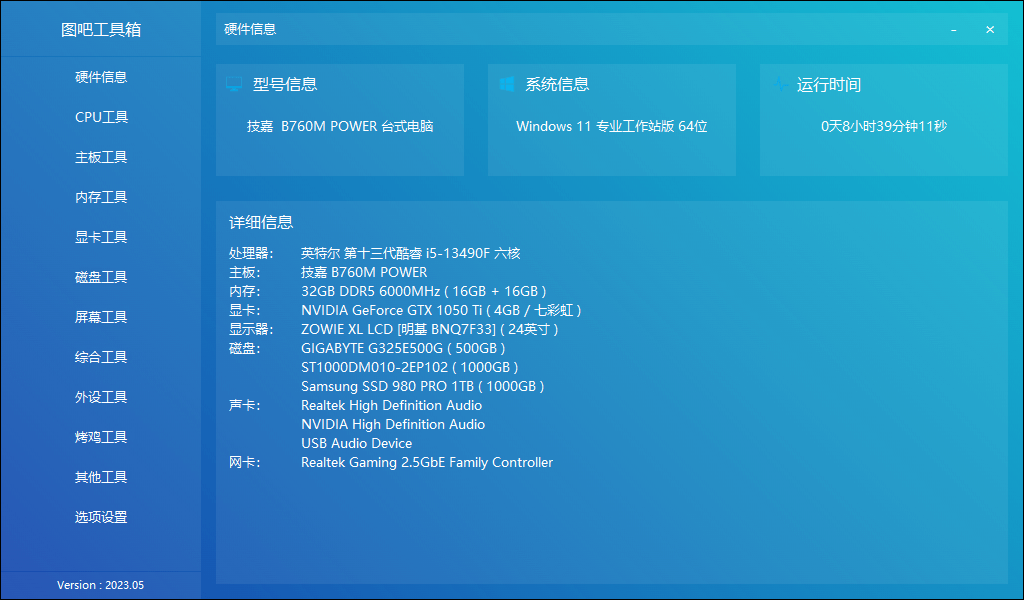 图吧工具箱
硬件信息
CPU工具
主板工具
内存工具
显卡工具
磁盘工具
屏幕工具
综合工具
外设工具
烤鸡工具
其他工具
选项设置
Version : 2023.05
硬件信息
型号信息
技嘉 B760M POWER 台式电脑
系统信息
Windows 11 专业工作站版 64位
运行时间
0天8小时39分钟11秒
详细信息
处理器: 英特尔 第十三代酷睿 i5-13490F 六核
主板: 技嘉 B760M POWER
内存: 32GB DDR5 6000MHz ( 16GB + 16GB )
显卡: NVIDIA GeForce GTX 1050 Ti ( 4GB / 七彩虹 )
显示器: ZOWIE XL LCD [明基 BNQ7F33] ( 24英寸 )
磁盘: GIGABYTE G325E500G ( 500GB )
ST1000DM010-2EP102 ( 1000GB )
Samsung SSD 980 PRO 1TB ( 1000GB )
声卡: Realtek High Definition Audio
NVIDIA High Definition Audio
USB Audio Device
网卡: Realtek Gaming 2.5GbE Family Controller